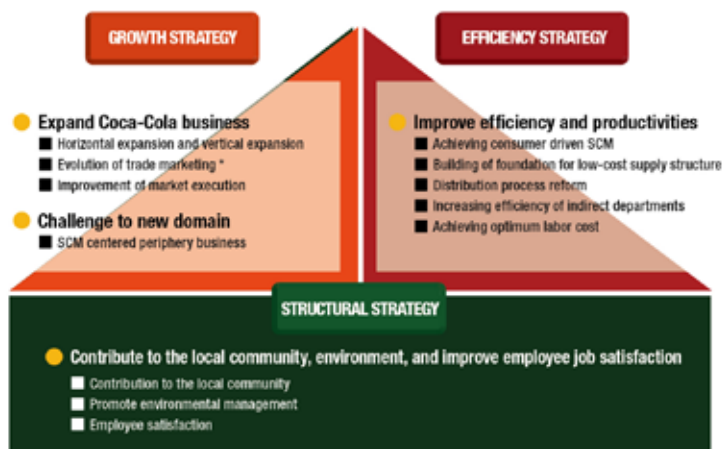 GROWTH STRATEGY
Expand Coca-Cola business
Horizontal expansion and vertical expansion
Evolution of trade marketing *
Improvement of market execution
Challenge to new domain
SCM centered periphery business
EFFICIENCY STRATEGY
Improve efficiency and productivities
Achieving consumer driven SCM
Building of foundation for low-cost supply structure
Distribution process reform
Increasing efficiency of indirect departments
Achieving optimum labor cost
STRUCTURAL STRATEGY
Contribute to the local community, environment, and improve employee job satisfaction
Contribution to the local community
Promote environmental management
Employee satisfaction